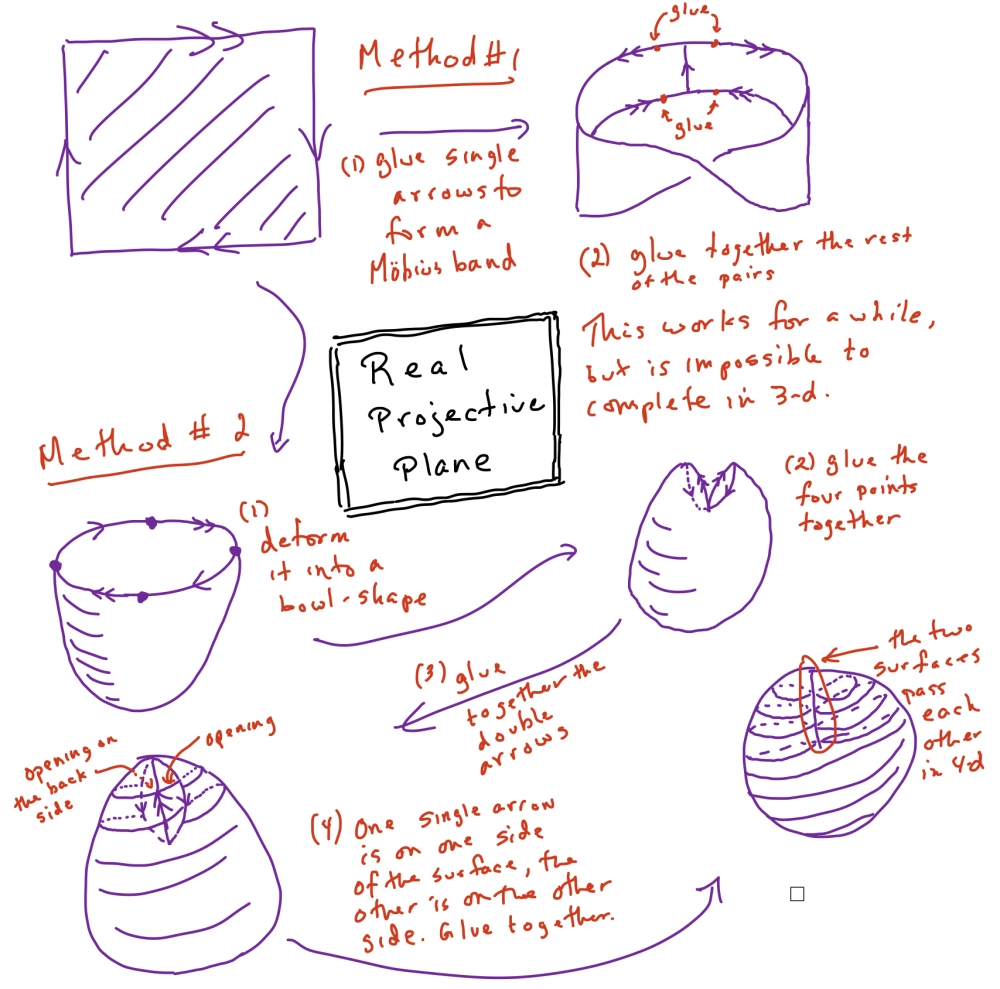 glue
Method #1
glue
(1) glue single
arrows to
form a
Möbius band
(2) glue together the rest
of the pairs
This works for a while,
but is impossible to
complete in 3-d.
Real
Projective
Plane
Method # 2
(1)
deform
it into a
bowl-shape
(2) glue the
four points
together
(3) glue
together the
double
arrows
opening on
the back
side
opening
(4) One single arrow
is on one side
of the surface, the
other is on the other
side. Glue together.
the two
surfaces
pass
each
other
in 4-d